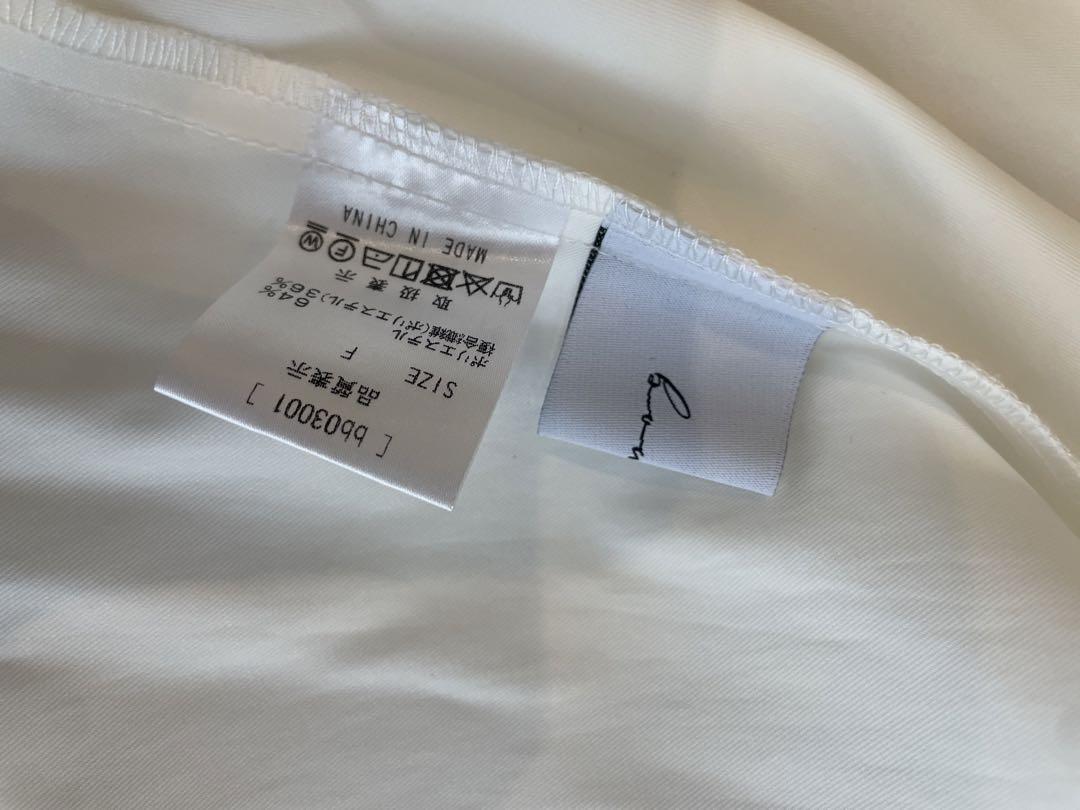 [ bb03001 ]
品質表示
SIZE F
ポリエステル 64%
複合繊維(ポリエステル)36%
取扱表示
F W
MADE IN CHINA